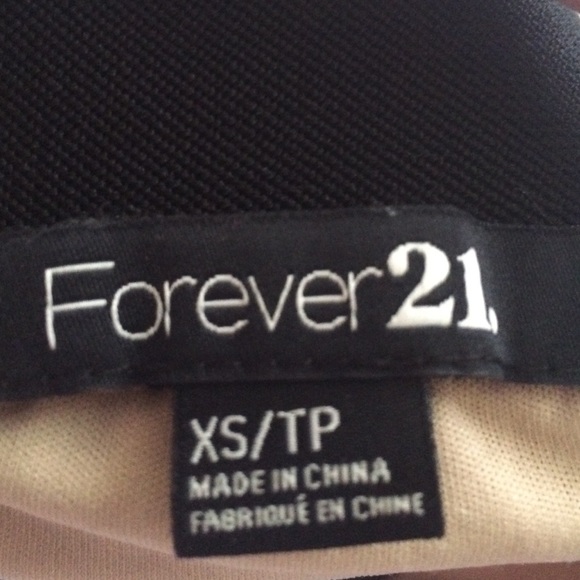 Forever21
XS/TP
MADE IN CHINA
FABRIQUÉ EN CHINE